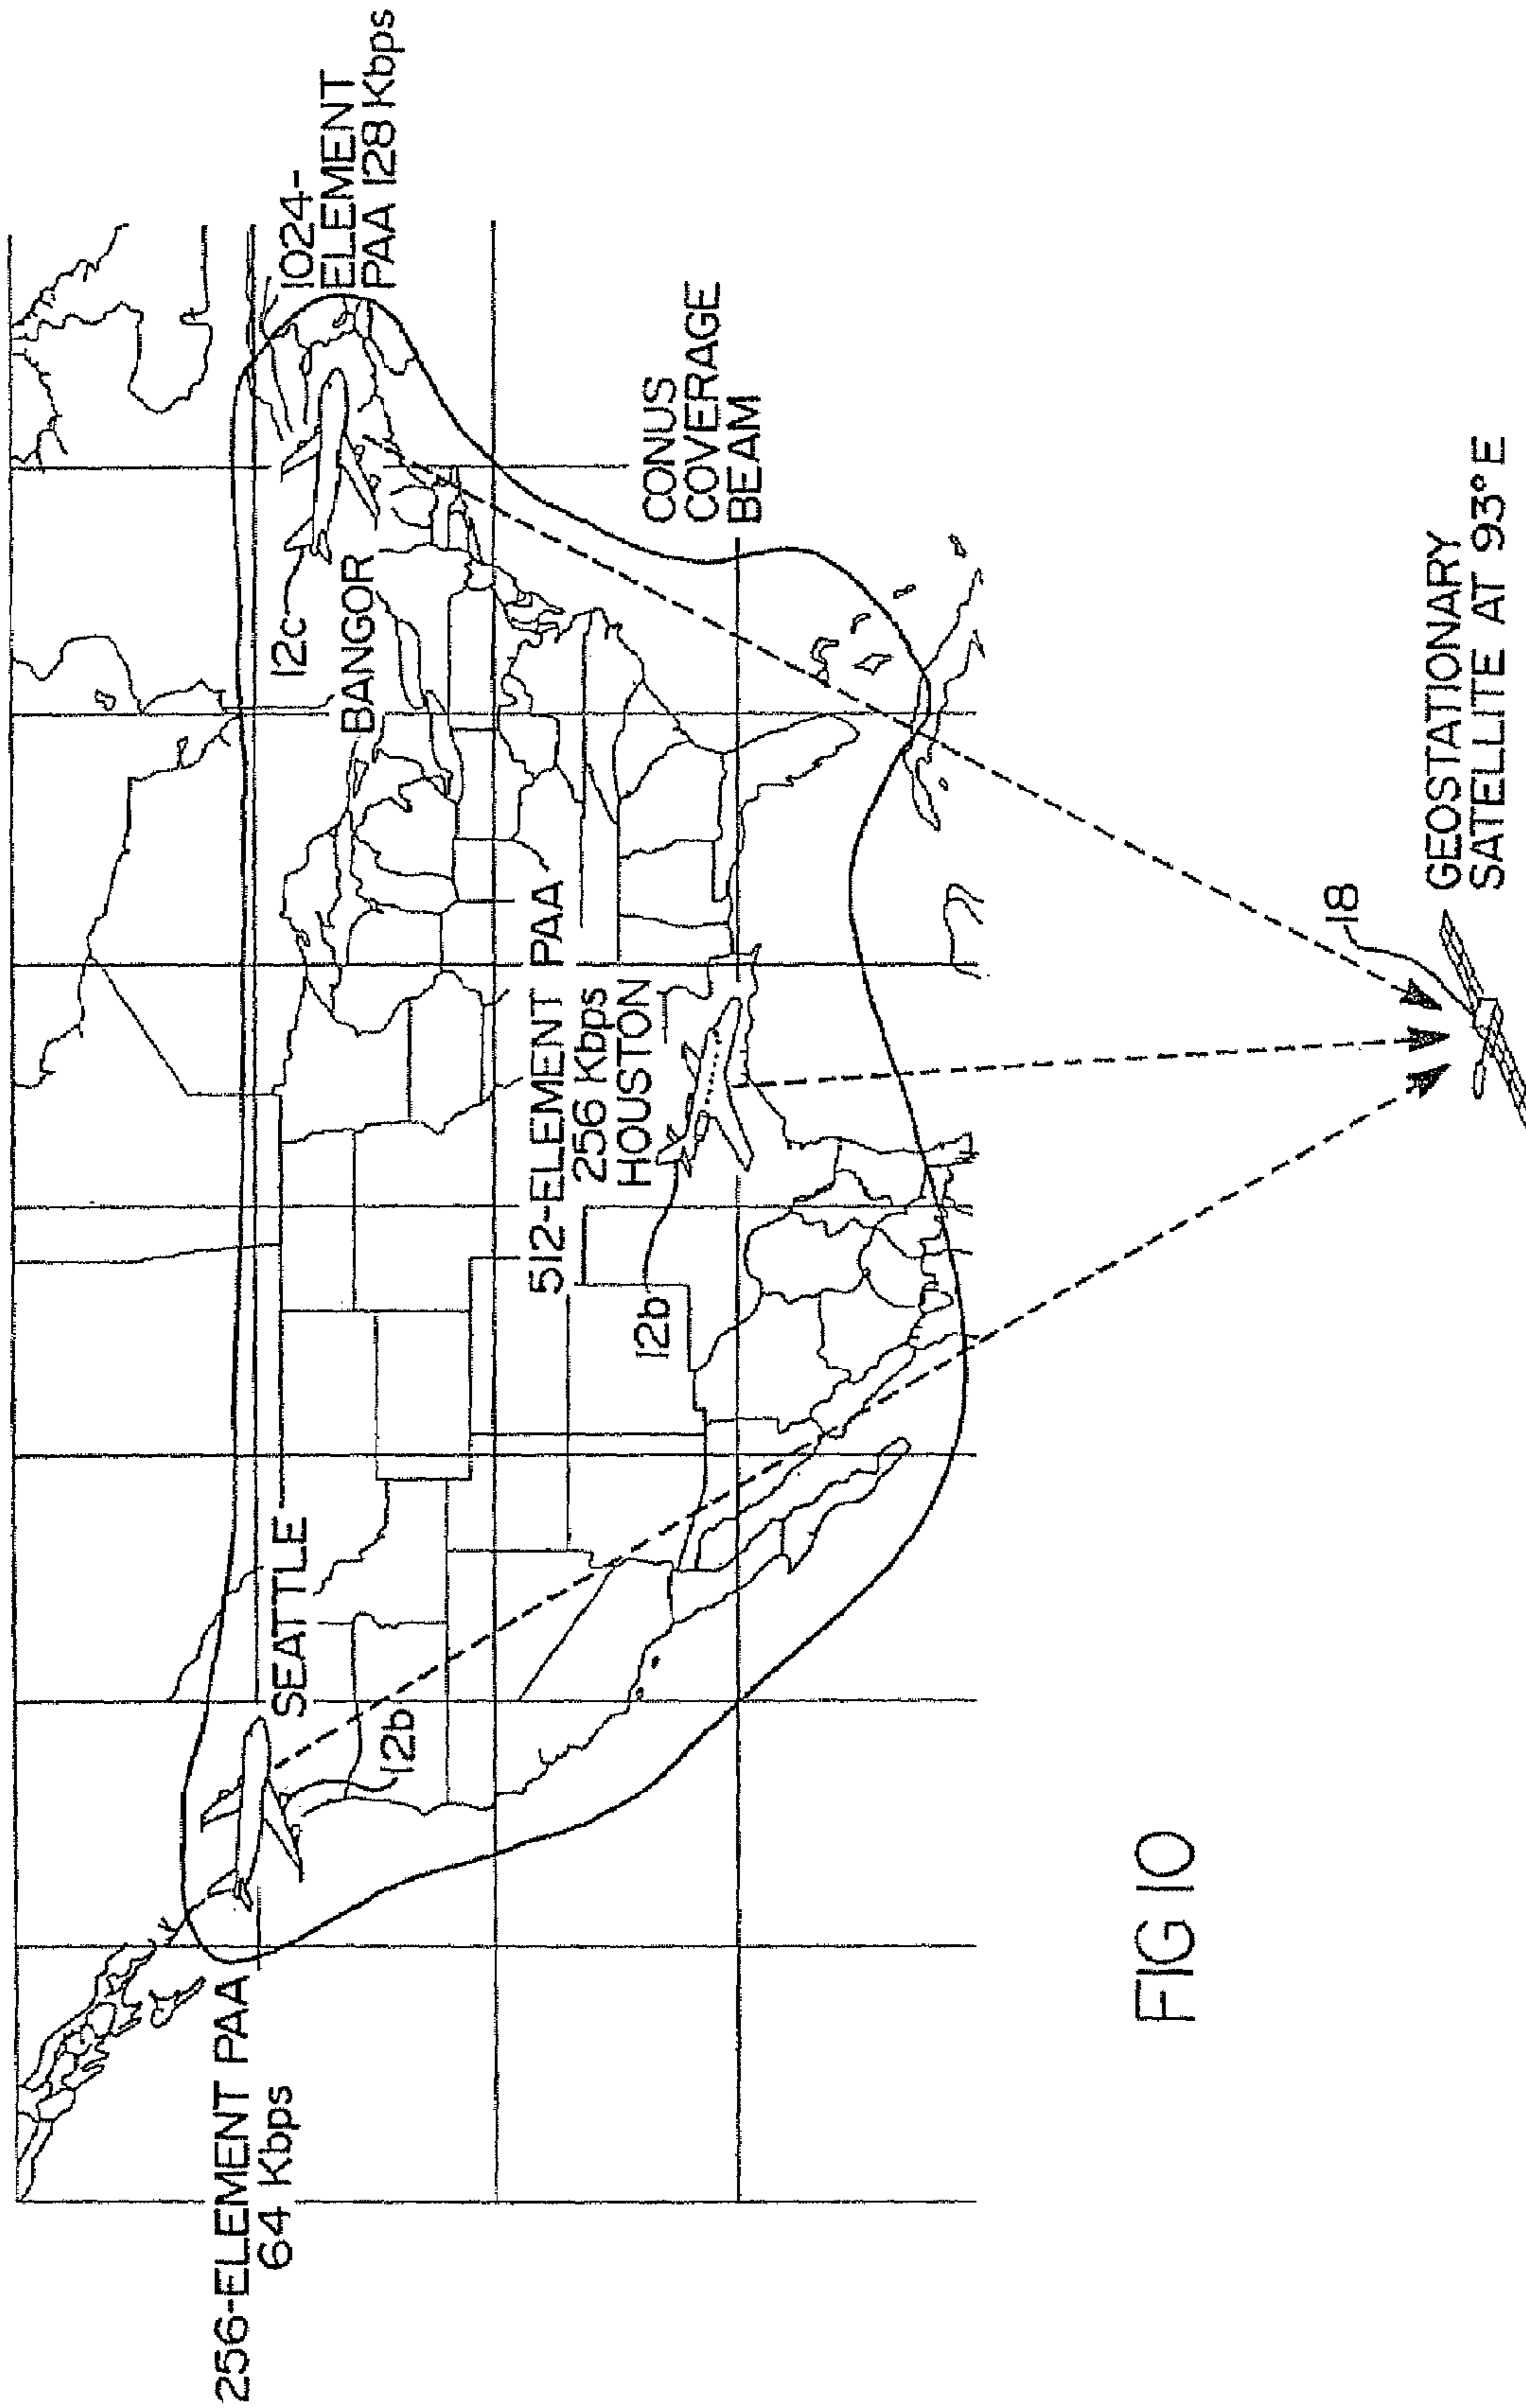 256-ELEMENT PAA
64 Kbps
SEATTLE
12b
512-ELEMENT PAA
256 Kbps
HOUSTON
12b
12c
BANGOR
1024-
ELEMENT
PAA 128 Kbps
CONUS
COVERAGE
BEAM
18
GEOSTATIONARY
SATELLITE AT 93°E
FIG 10